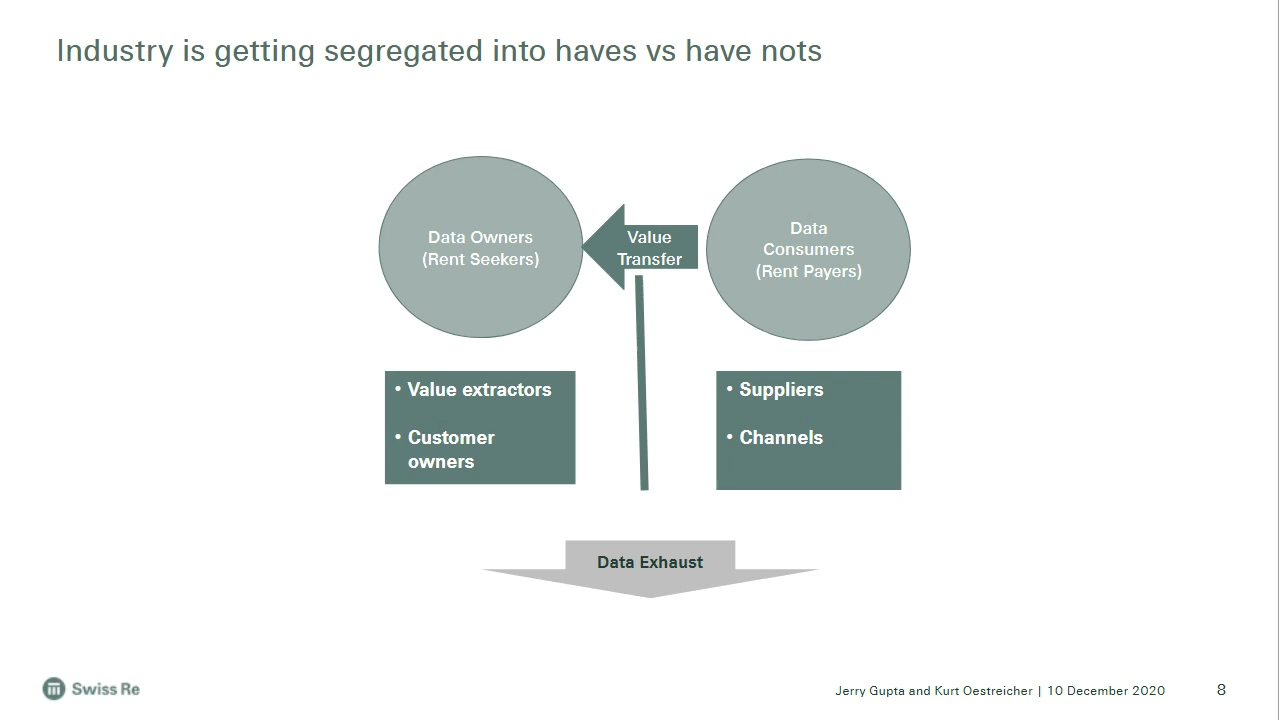 Industry is getting segregated into haves vs have nots
Data Owners
(Rent Seekers)
Value
Transfer
Data
Consumers
(Rent Payers)
• Value extractors
• Customer
owners
• Suppliers
• Channels
Data Exhaust
Swiss Re
Jerry Gupta and Kurt Oestreicher | 10 December 2020
8